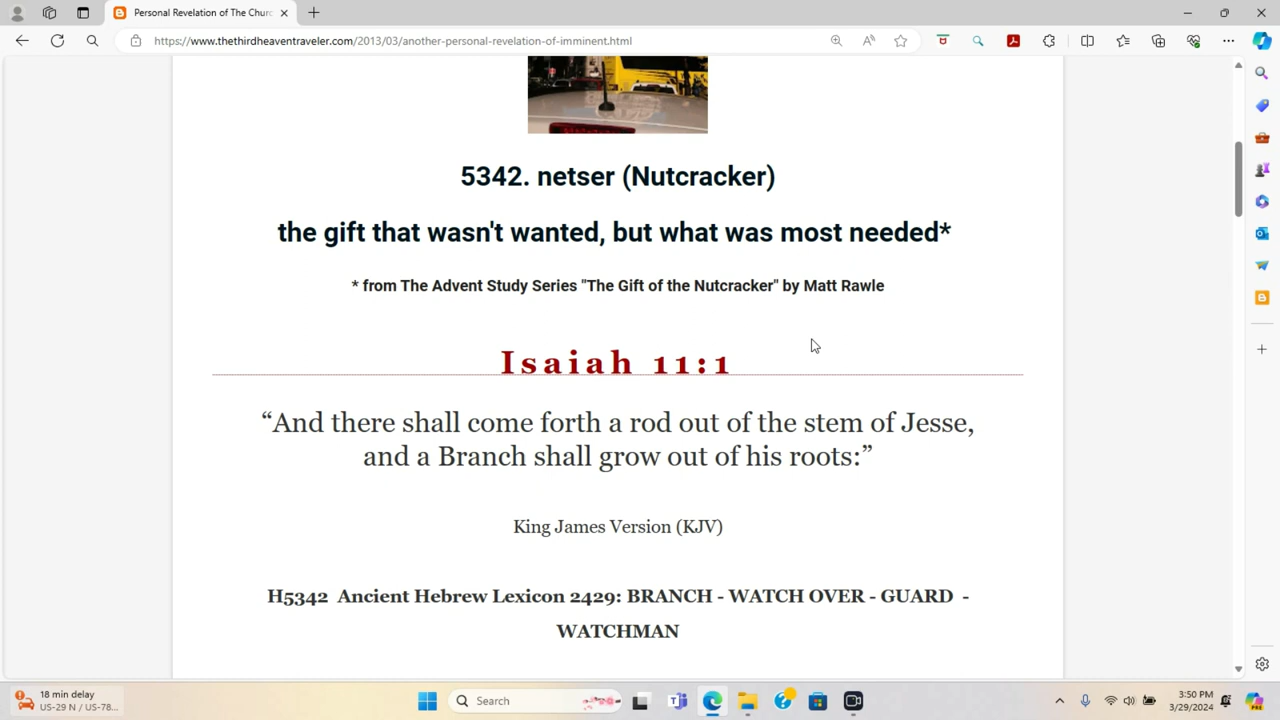 Personal Revelation of The Churc
https://www.thethirdheaventraveler.com/2013/03/another-personal-revelation-of-imminent.html
5342. netser (Nutcracker)
the gift that wasn't wanted, but what was most needed*
* from The Advent Study Series "The Gift of the Nutcracker" by Matt Rawle
Isaiah 11:1
“And there shall come forth a rod out of the stem of Jesse,
and a Branch shall grow out of his roots:”
King James Version (KJV)
H5342 Ancient Hebrew Lexicon 2429: BRANCH - WATCH OVER - GUARD -
WATCHMAN
18 min delay
US-29 N / US-78...
Search
3:50 PM
3/29/2024